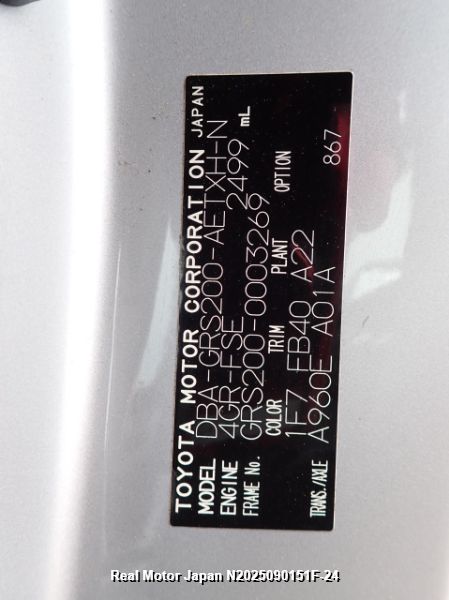 TOYOTA MOTOR CORPORATION JAPAN
MODEL DBA-GRS200-AETXH-N
ENGINE 4GR-FSE 2499 mL
FRAME No. GRS200-0003269
COLOR TRIM PLANT OPTION
1F7 FB40 A22 867
TRANS./AXLE A960E A01A
Real Motor Japan N2025090151F-24